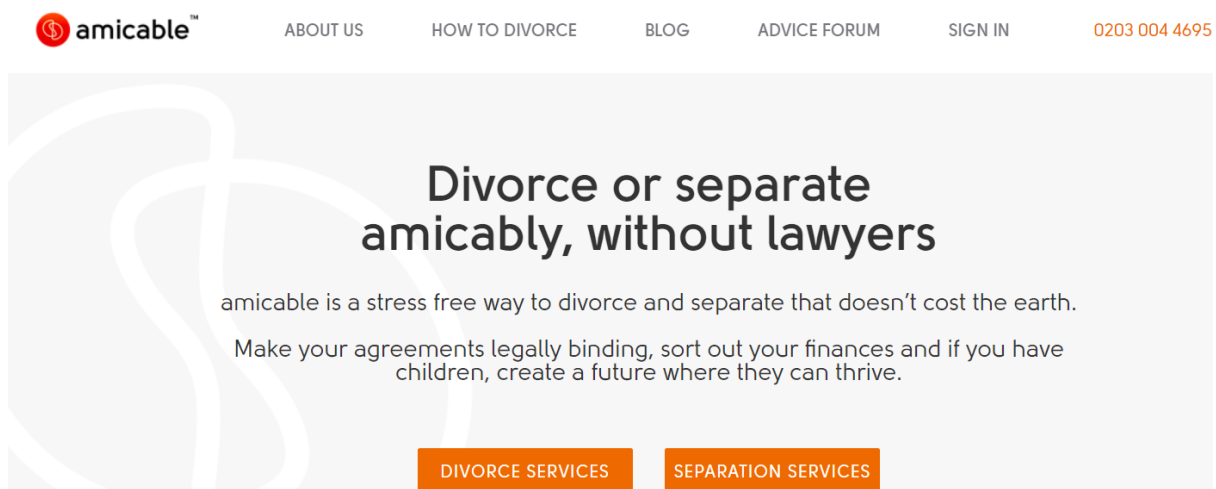 amicable™
ABOUT US
HOW TO DIVORCE
BLOG
ADVICE FORUM
SIGN IN
0203 004 4695
Divorce or separate
amicably, without lawyers
amicable is a stress free way to divorce and separate that doesn't cost the earth.
Make your agreements legally binding, sort out your finances and if you have
children, create a future where they can thrive.
DIVORCE SERVICES
SEPARATION SERVICES